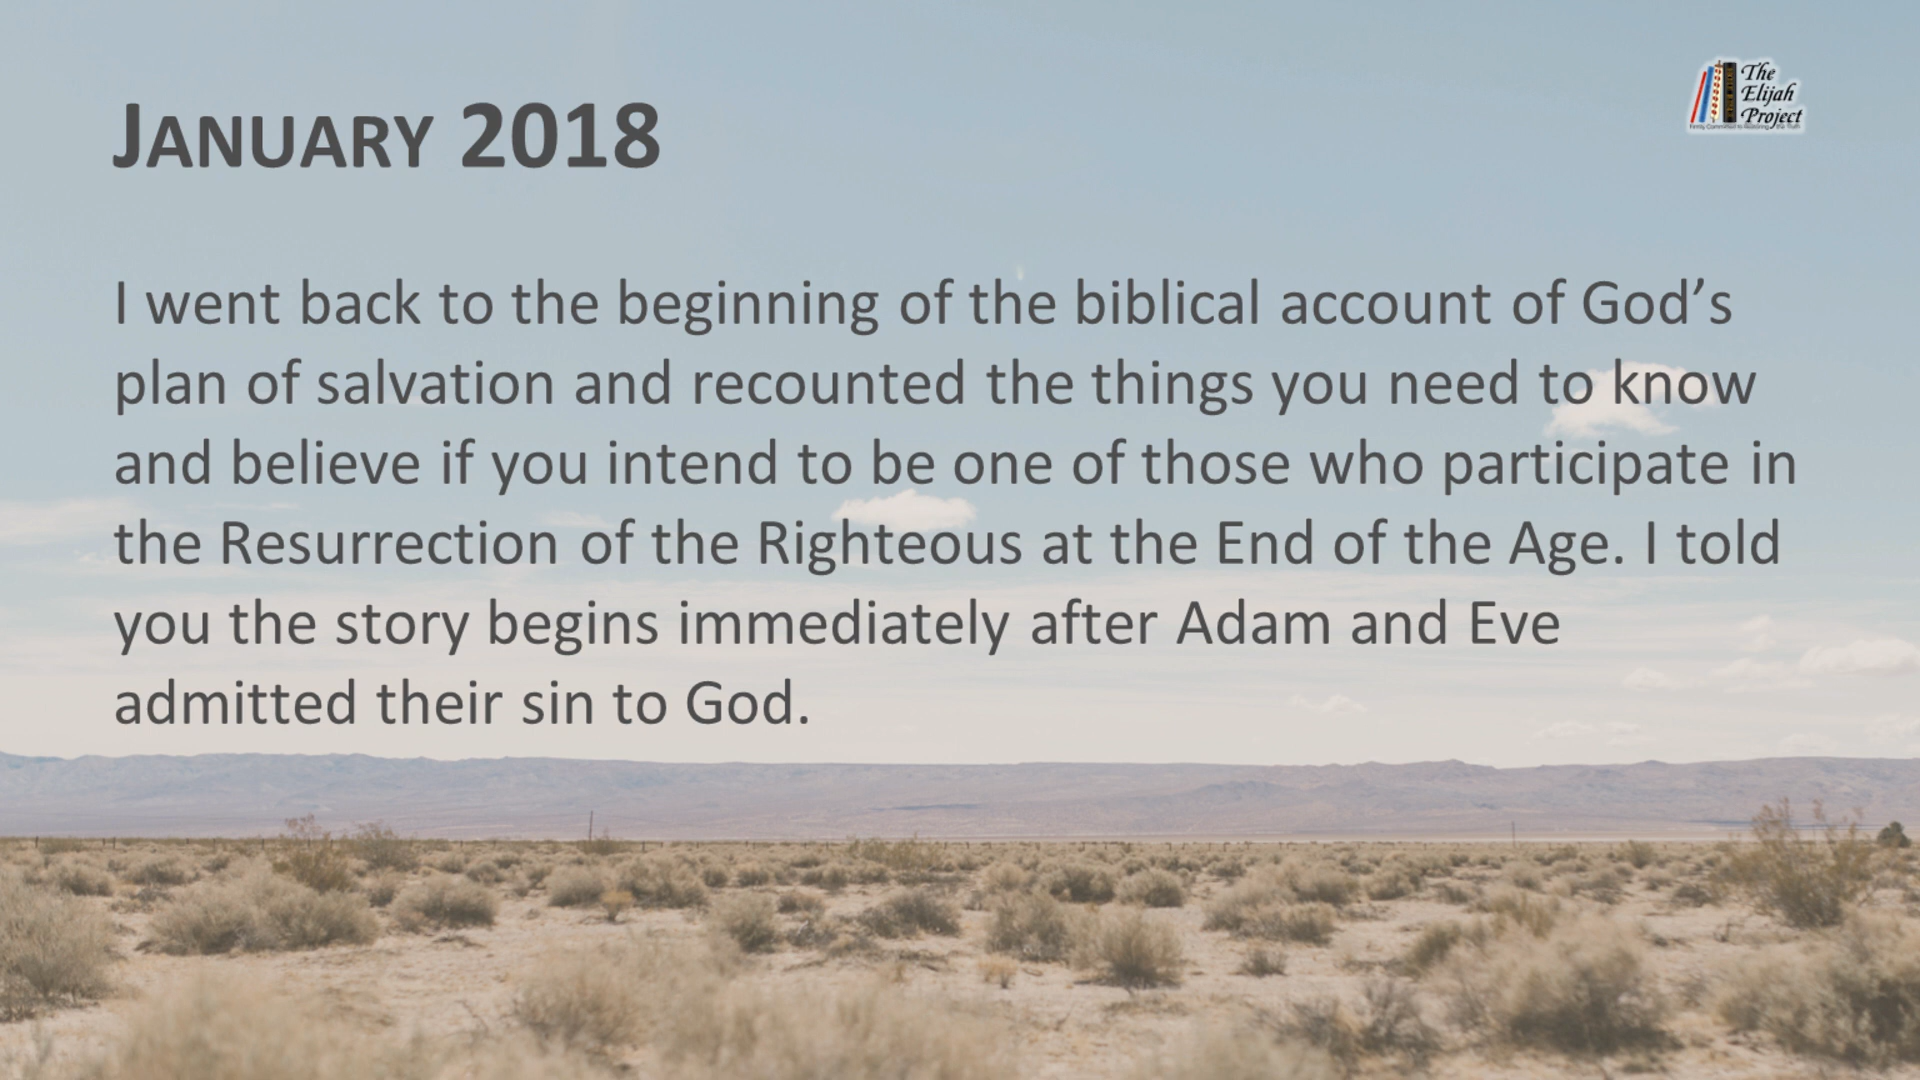 JANUARY 2018
The
Elijah
Project
I went back to the beginning of the biblical account of God’s
plan of salvation and recounted the things you need to know
and believe if you intend to be one of those who participate in
the Resurrection of the Righteous at the End of the Age. I told
you the story begins immediately after Adam and Eve
admitted their sin to God.